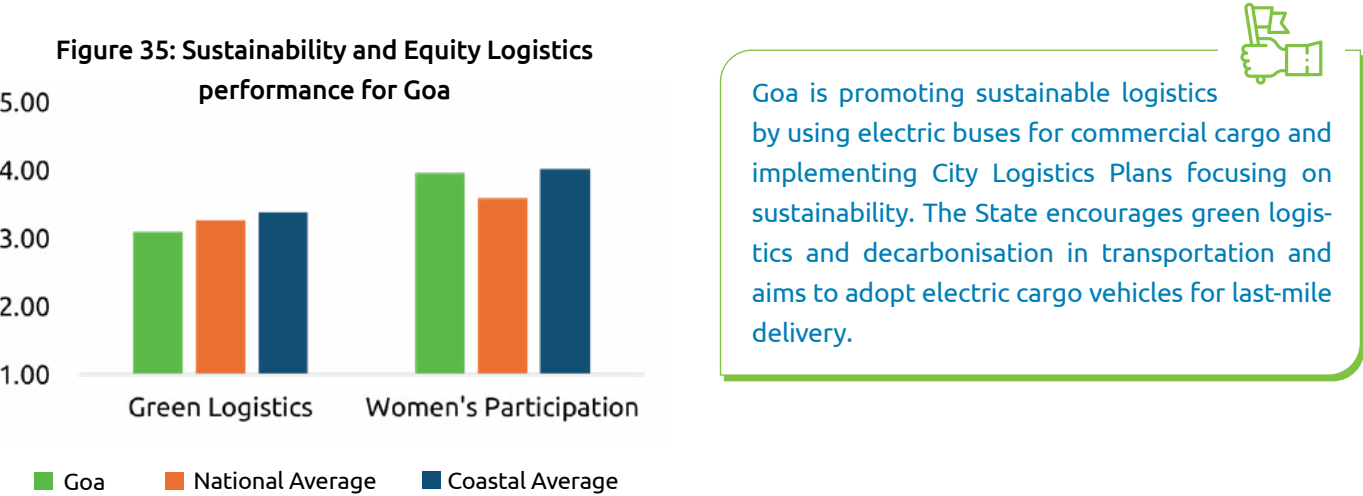 Figure 35: Sustainability and Equity Logistics
performance for Goa
5.00
4.00
3.00
2.00
1.00
Green Logistics
Women's Participation
Goa
National Average
Coastal Average
Goa is promoting sustainable logistics
by using electric buses for commercial cargo and
implementing City Logistics Plans focusing on
sustainability. The State encourages green logis-
tics and decarbonisation in transportation and
aims to adopt electric cargo vehicles for last-mile
delivery.